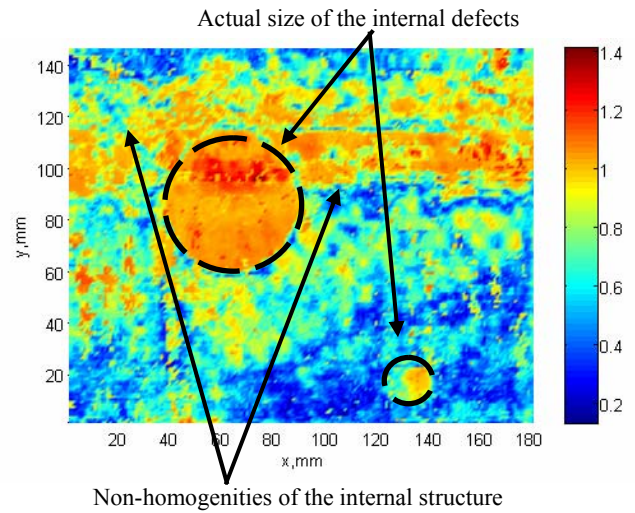 Actual size of the internal defects
140
120
100
80
60
40
20
y,mm
20 40 60 80 100 120 140 160 180
x,mm
1.4
1.2
1
0.8
0.6
0.4
0.2
Non-homogenities of the internal structure